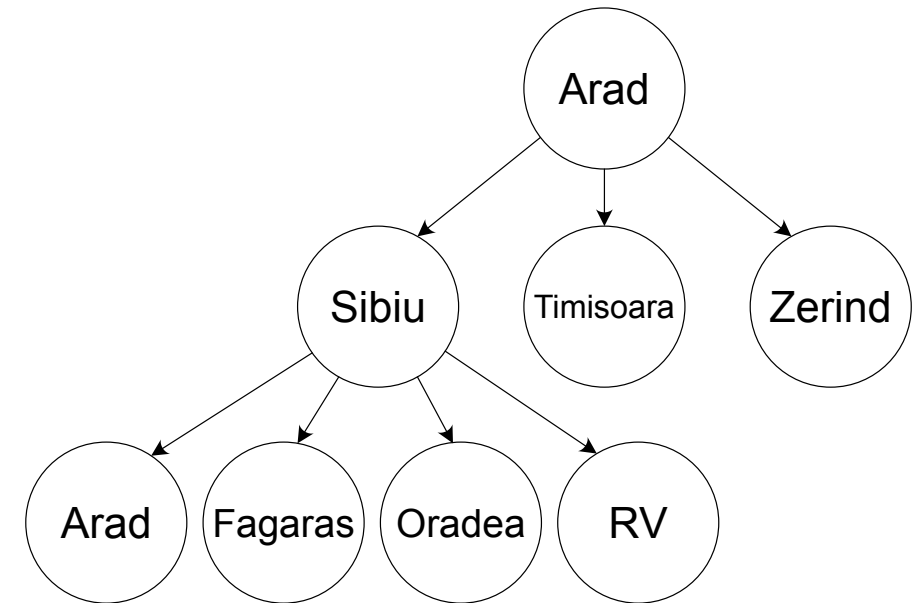 Arad
Sibiu
Timisoara
Zerind
Arad
Fagaras
Oradea
RV